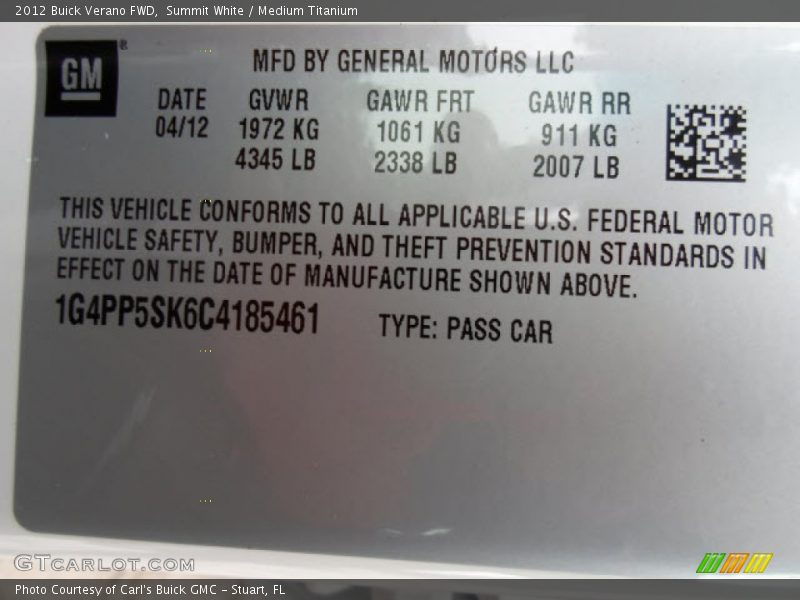 2012 Buick Verano FWD,  Summit White / Medium Titanium
GM
MFD BY GENERAL MOTORS LLC
DATE GVWR GAWR FRT GAWR RR
04/12 1972 KG 1061 KG 911 KG
4345 LB 2338 LB 2007 LB
THIS VEHICLE CONFORMS TO ALL APPLICABLE U.S. FEDERAL MOTOR
VEHICLE SAFETY, BUMPER, AND THEFT PREVENTION STANDARDS IN
EFFECT ON THE DATE OF MANUFACTURE SHOWN ABOVE.
1G4PP5SK6C4185461 TYPE: PASS CAR
GTCARLOT.COM
Photo Courtesy of Carl's Buick GMC - Stuart, FL